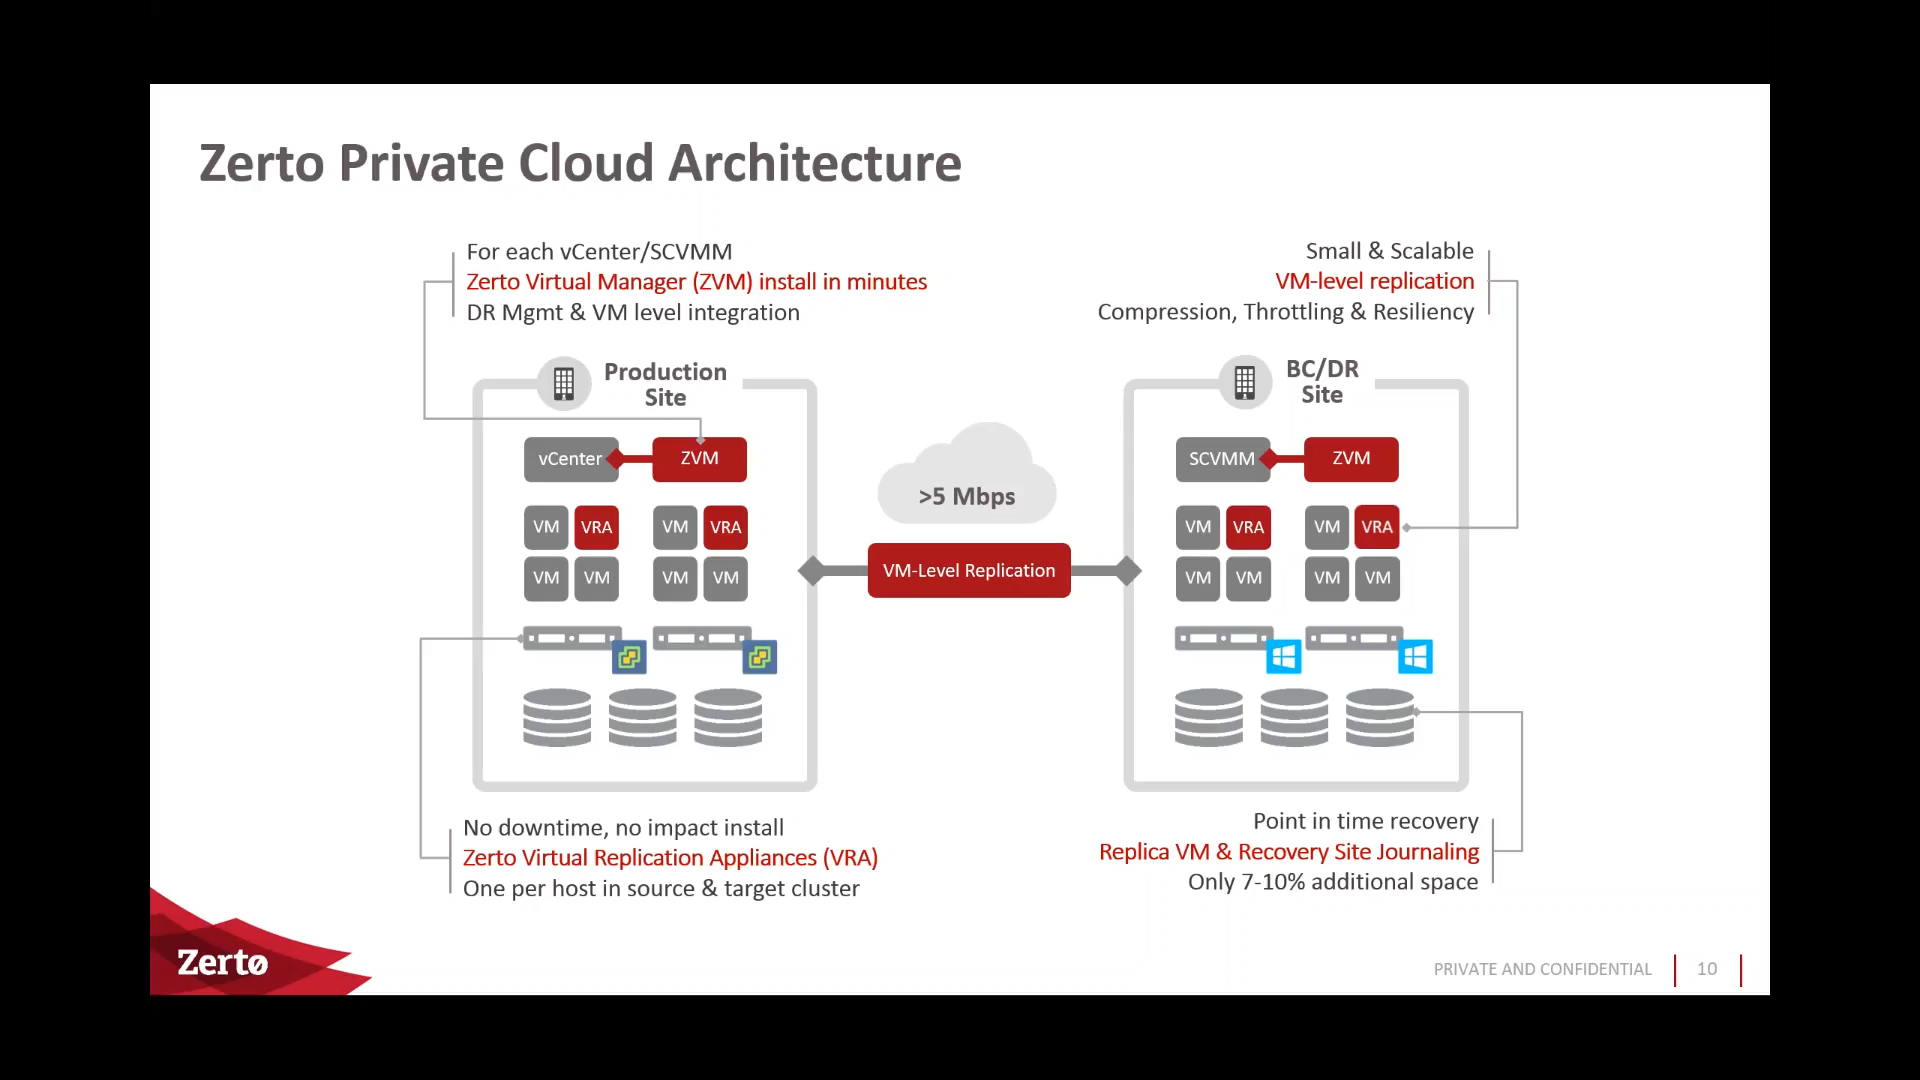 Zerto Private Cloud Architecture
For each vCenter/SCVMM
Zerto Virtual Manager (ZVM) install in minutes
DR Mgmt & VM level integration
Small & Scalable
VM-level replication
Compression, Throttling & Resiliency
Production
Site
BC/DR
Site
vCenter
ZVM
SCVMM
ZVM
>5 Mbps
VM VRA VM VRA
VM VRA VM VRA
VM-Level Replication
VM VM VM VM
VM VM VM VM
No downtime, no impact install
Zerto Virtual Replication Appliances (VRA)
One per host in source & target cluster
Point in time recovery
Replica VM & Recovery Site Journaling
Only 7-10% additional space
Zerto
PRIVATE AND CONFIDENTIAL
10